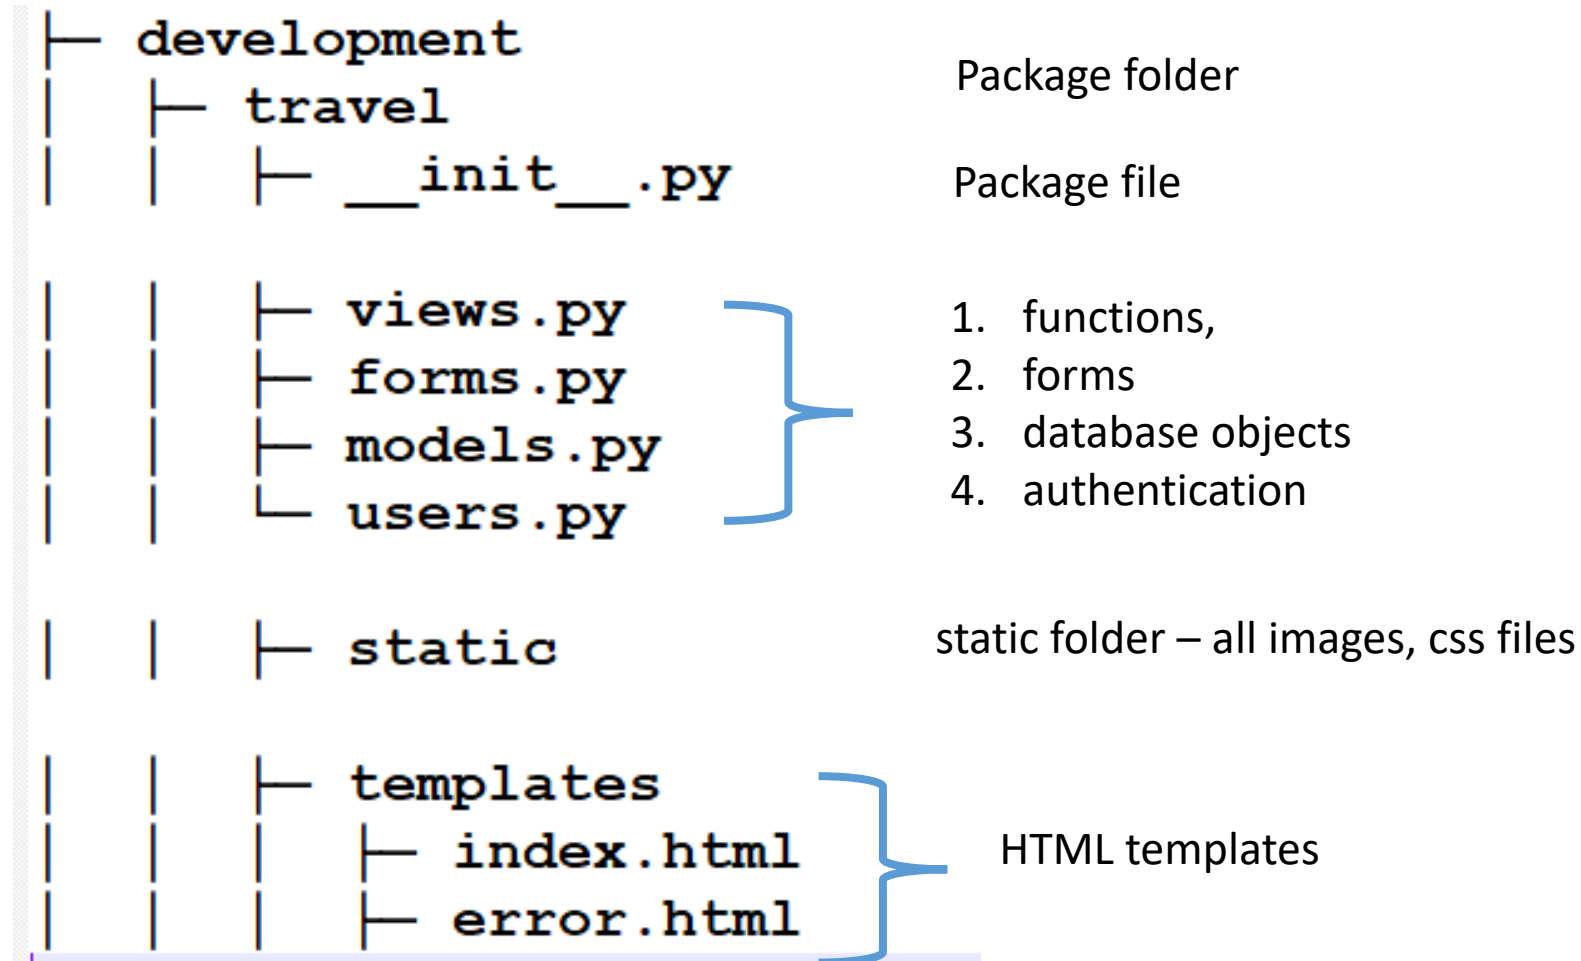 development
Package folder
travel
__init__.py
Package file
views.py
1. functions,
forms.py
2. forms
models.py
3. database objects
users.py
4. authentication
static
static folder – all images, css files
templates
index.html
HTML templates
error.html